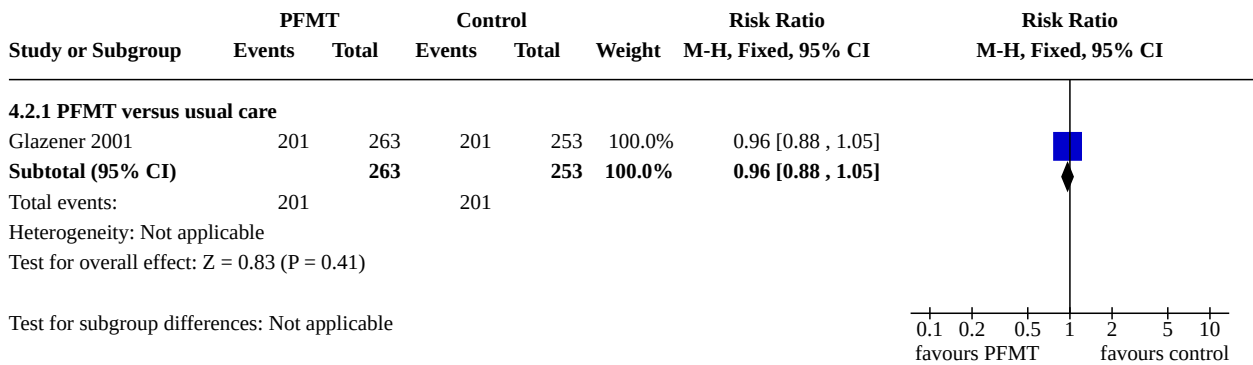 PFMT Control Risk Ratio Risk Ratio
Study or Subgroup Events Total Events Total Weight M-H, Fixed, 95% CI M-H, Fixed, 95% CI
4.2.1 PFMT versus usual care
Glazener 2001 201 263 201 253 100.0% 0.96 [0.88 , 1.05]
Subtotal (95% CI) 263 253 100.0% 0.96 [0.88 , 1.05]
Total events: 201 201
Heterogeneity: Not applicable
Test for overall effect: Z = 0.83 (P = 0.41)
Test for subgroup differences: Not applicable
0.1 0.2 0.5 1 2 5 10
favours PFMT favours control